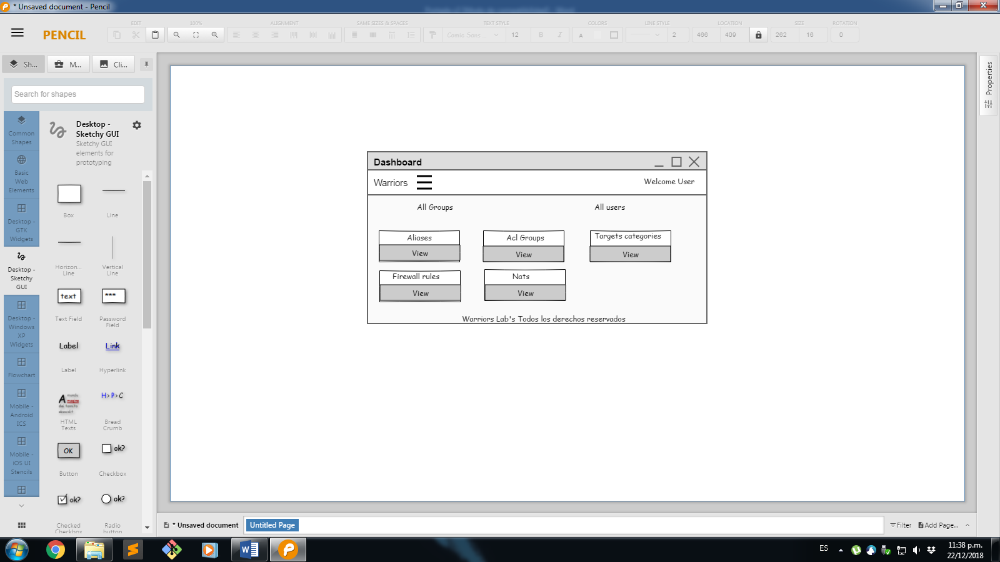 * Unsaved document - Pencil
PENCIL
EDIT
100%
ALIGNMENT
SAME SIZES & SPACES
TEXT STYLE
COLORS
LINE STYLE
LOCATION
SIZE
ROTATION
Comic Sans ...
12
B
I
A
2
466
409
262
16
0
Sh...
M...
Cli...
Search for shapes
Common
Shapes
Basic
Web
Elements
Desktop -
GTK
Widgets
Desktop -
Sketchy
GUI
Desktop -
Windows
XP
Widgets
Flowchart
Mobile -
Android
ICS
Mobile -
iOS UI
Stencils
Desktop -
Sketchy GUI
Sketchy GUI
elements for
prototyping
Box
Line
Horizon...
Line
Vertical
Line
text
***
Text Field
Password
Field
Label
Link
Label
Hyperlink
A
H>P>C
HTML
Texts
Bread
Crumb
OK
ok?
Button
Checkbox
ok?
ok?
Checked
Checkbox
Radio
button
Properties
Dashboard
Warriors
Welcome User
All Groups
All users
Aliases
View
Acl Groups
View
Targets categories
View
Firewall rules
View
Nats
View
Warriors Lab's Todos los derechos reservados
* Unsaved document
Untitled Page
Filter
Add Page...
ES
11:38 p.m.
22/12/2018